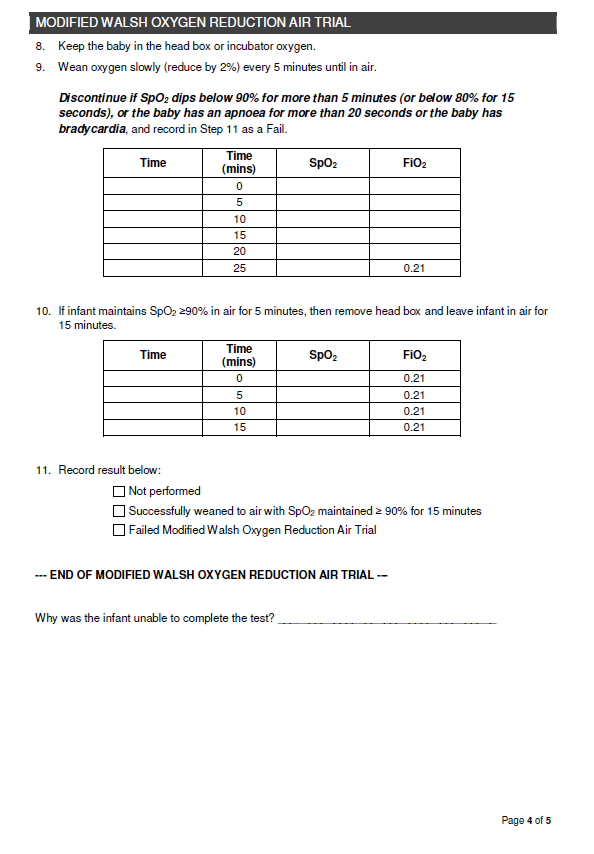 MODIFIED WALSH OXYGEN REDUCTION AIR TRIAL
8. Keep the baby in the head box or incubator oxygen.
9. Wean oxygen slowly (reduce by 2%) every 5 minutes until in air.
Discontinue if SpO₂ dips below 90% for more than 5 minutes (or below 80% for 15
seconds), or the baby has an apnoea for more than 20 seconds or the baby has
bradycardia, and record in Step 11 as a Fail.
Time Time (mins) SpO₂ FiO₂
0
5
10
15
20
25 0.21
10. If infant maintains SpO₂ ≥90% in air for 5 minutes, then remove head box and leave infant in air for
15 minutes.
Time Time (mins) SpO₂ FiO₂
0 0.21
5 0.21
10 0.21
15 0.21
11. Record result below:
☐ Not performed
☐ Successfully weaned to air with SpO₂ maintained ≥ 90% for 15 minutes
☐ Failed Modified Walsh Oxygen Reduction Air Trial
--- END OF MODIFIED WALSH OXYGEN REDUCTION AIR TRIAL ---
Why was the infant unable to complete the test? ____________________________________
Page 4 of 5